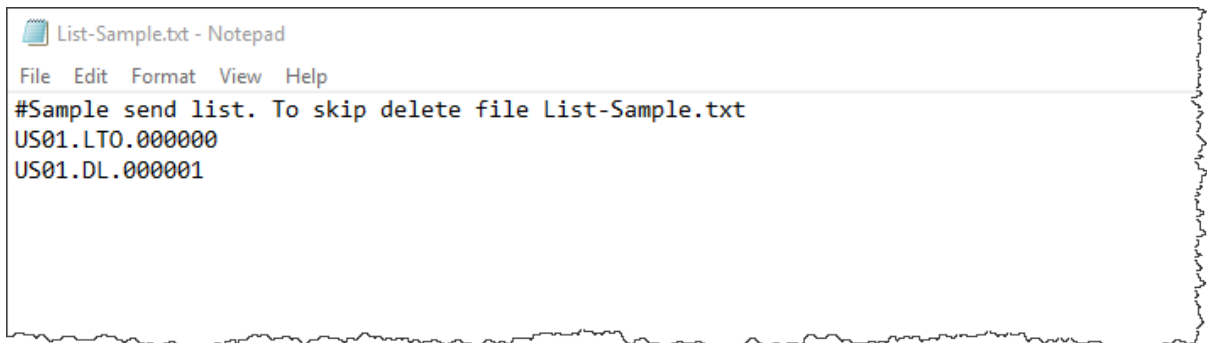 List-Sample.txt - Notepad
File Edit Format View Help
#Sample send list. To skip delete file List-Sample.txt
US01.LTO.000000
US01.DL.000001